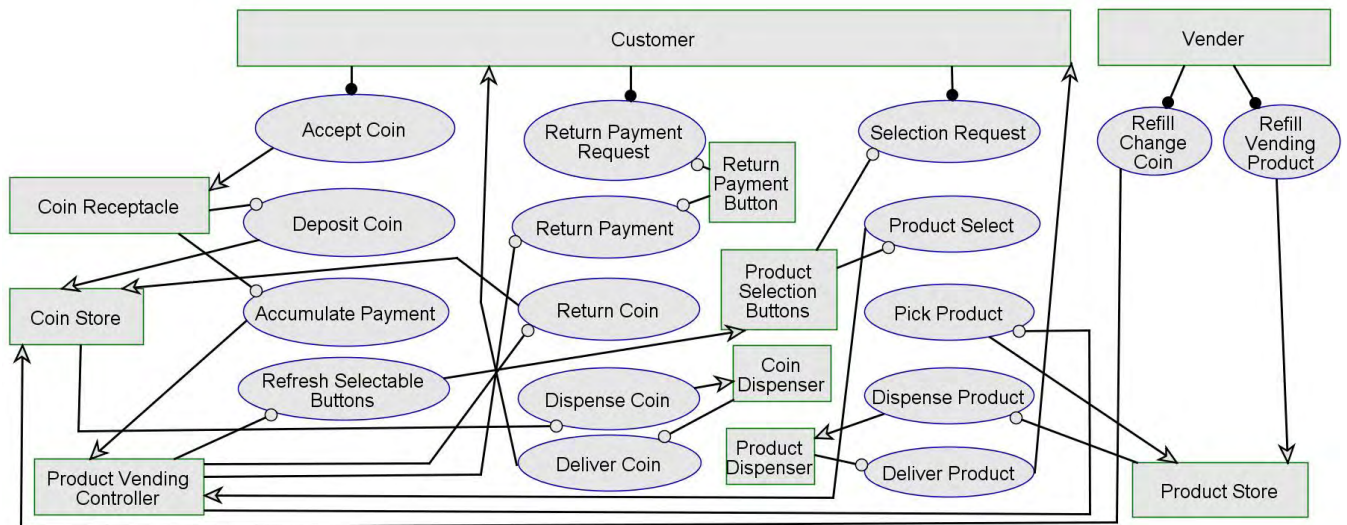 Customer
Vender
Accept Coin
Return Payment
Request
Selection Request
Refill
Change
Coin
Refill
Vending
Product
Return
Payment
Button
Coin Receptacle
Deposit Coin
Return Payment
Product Select
Product
Selection
Buttons
Coin Store
Accumulate Payment
Return Coin
Pick Product
Refresh Selectable
Buttons
Dispense Coin
Coin
Dispenser
Dispense Product
Product Vending
Controller
Deliver Coin
Product
Dispenser
Deliver Product
Product Store